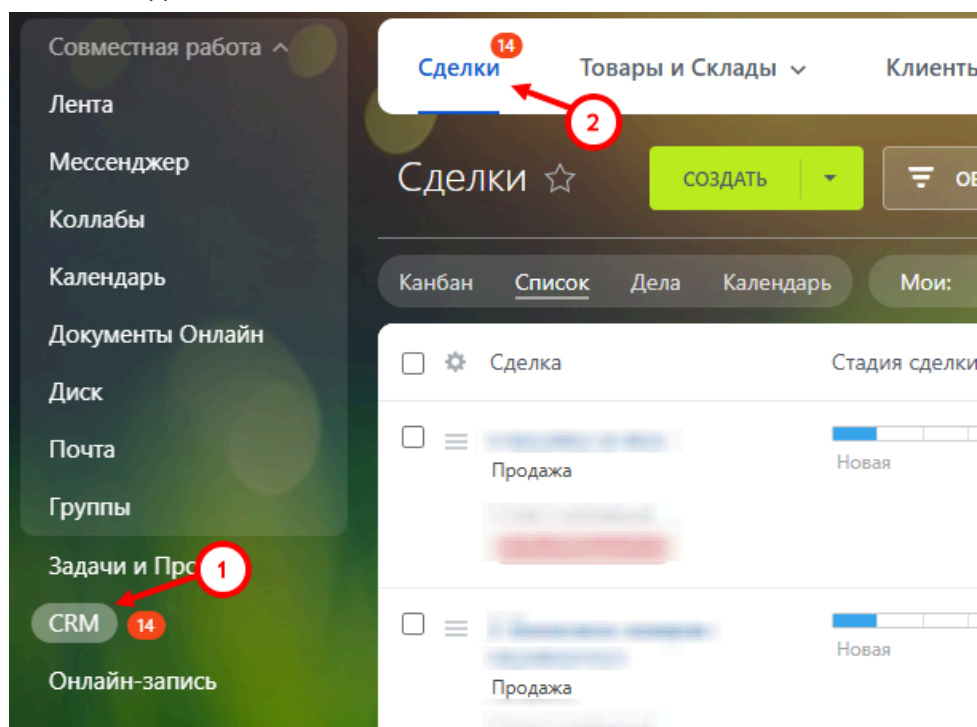 Совместная работа
Лента
Мессенджер
Коллабы
Календарь
Документы Онлайн
Диск
Почта
Группы
Задачи и
1
CRM 14
Онлайн-запись
Сделки 14 Товары и Склады Клиенты
2
Сделки СОЗДАТЬ
Канбан Список Дела Календарь Мои:
Сделка Стадия сделки
Продажа
Новая
Продажа
Новая